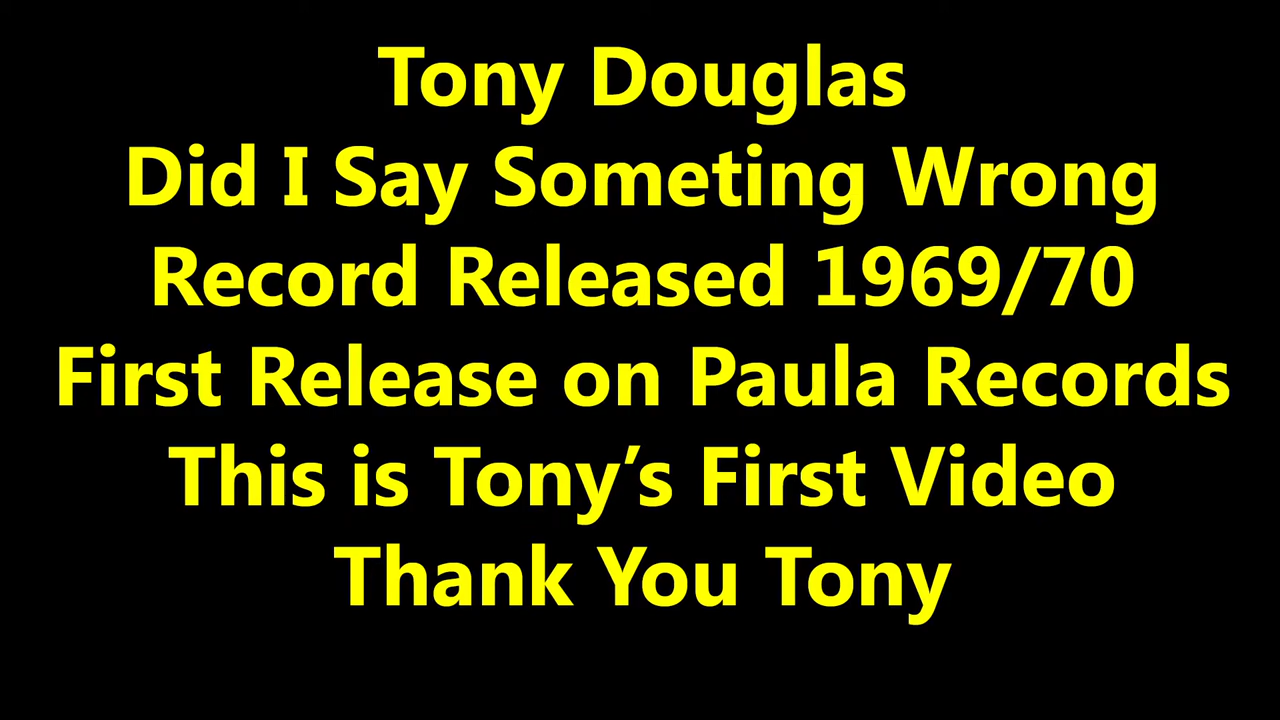 Tony Douglas
Did I Say Someting Wrong
Record Released 1969/70
First Release on Paula Records
This is Tony’s First Video
Thank You Tony